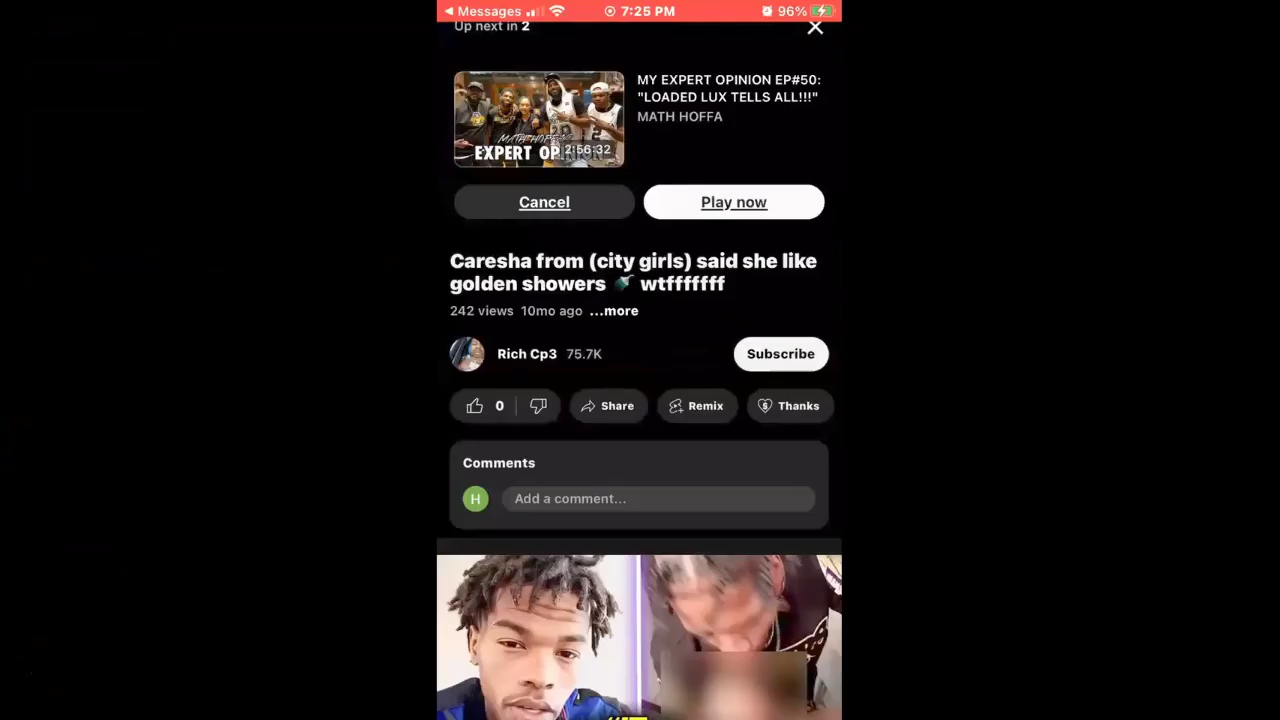 Messages 7:25 PM 96%
Up next in 2
MY EXPERT OPINION EP#50:
"LOADED LUX TELLS ALL!!!"
MATH HOFFA
MATH HOFFA
EXPERT OP
2:56:32
Cancel
Play now
Caresha from (city girls) said she like
golden showers 🚿 wtfffffff
242 views 10mo ago ...more
Rich Cp3 75.7K
Subscribe
0
Share
Remix
Thanks
Comments
H
Add a comment...